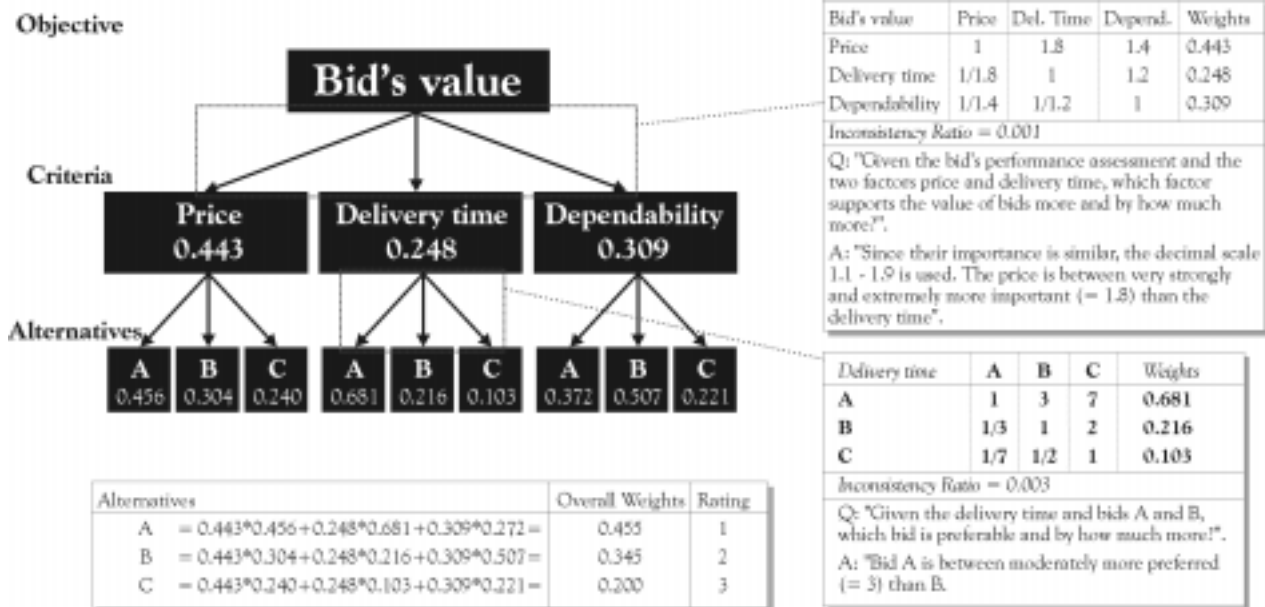 Objective
Bid's value
Criteria
Price
0.443
Delivery time
0.248
Dependability
0.309
Alternatives
A
0.456
B
0.304
C
0.240
A
0.681
B
0.216
C
0.103
A
0.372
B
0.507
C
0.221
Alternatives Overall Weights Rating
A = 0.443*0.456+0.248*0.681+0.309*0.272= 0.455 1
B = 0.443*0.304+0.248*0.216+0.309*0.507= 0.345 2
C = 0.443*0.240+0.248*0.103+0.309*0.221= 0.200 3
Bid's value Price Del. Time Depend. Weights
Price 1 1.8 1.4 0.443
Delivery time 1/1.8 1 1.2 0.248
Dependability 1/1.4 1/1.2 1 0.309
Inconsistency Ratio = 0.001
Q: "Given the bid's performance assessment and the
two factors price and delivery time, which factor
supports the value of bids more and by how much
more?".
A: "Since their importance is similar, the decimal scale
1.1 - 1.9 is used. The price is between very strongly
and extremely more important (= 1.8) than the
delivery time".
Delivery time A B C Weights
A 1 3 7 0.681
B 1/3 1 2 0.216
C 1/7 1/2 1 0.103
Inconsistency Ratio = 0.003
Q: "Given the delivery time and bids A and B,
which bid is preferable and by how much more?".
A: "Bid A is between moderately more preferred
(= 3) than B.